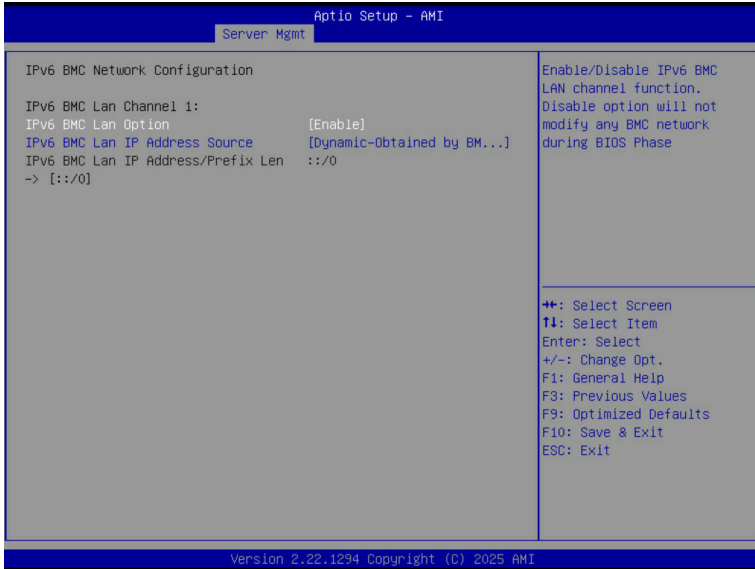 Aptio Setup – AMI
Server Mgmt
IPv6 BMC Network Configuration
IPv6 BMC Lan Channel 1:
IPv6 BMC Lan Option [Enable]
IPv6 BMC Lan IP Address Source [Dynamic-Obtained by BM...]
IPv6 BMC Lan IP Address/Prefix Len ::/0
-> [::/0]
Enable/Disable IPv6 BMC
LAN channel function.
Disable option will not
modify any BMC network
during BIOS Phase
→←: Select Screen
↑↓: Select Item
Enter: Select
+/-: Change Opt.
F1: General Help
F3: Previous Values
F9: Optimized Defaults
F10: Save & Exit
ESC: Exit
Version 2.22.1294 Copyright (C) 2025 AMI